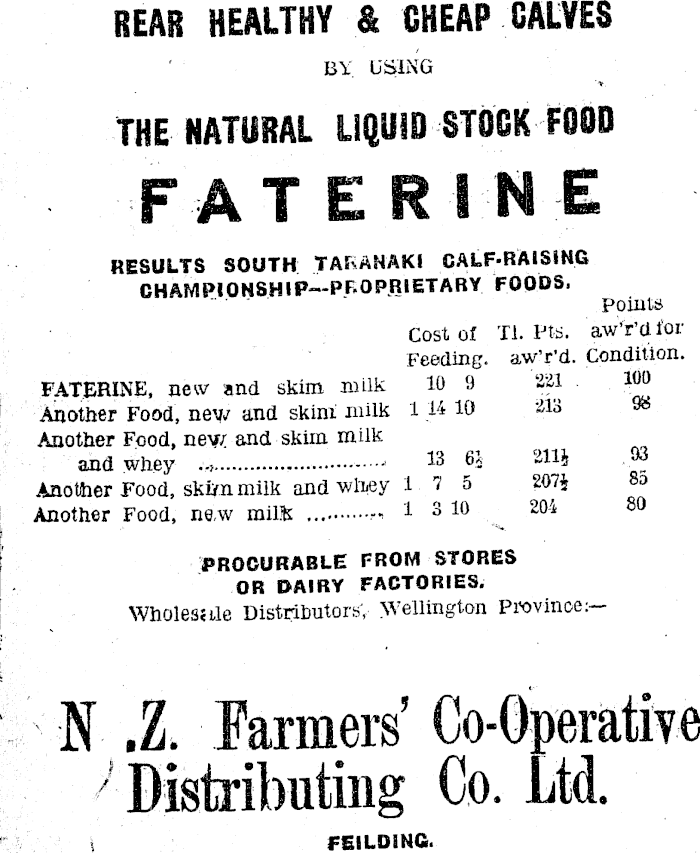 REAR HEALTHY & CHEAP CALVES
BY USING
THE NATURAL LIQUID STOCK FOOD
FATERINE
RESULTS SOUTH TARANAKI CALF-RAISING
CHAMPIONSHIP—PROPRIETARY FOODS.
Points
Cost of Tl. Pts. aw'r'd for
Feeding. aw'r'd. Condition.
FATERINE, new and skim milk 10 9 221 100
Another Food, new and skim milk 1 14 10 213 98
Another Food, new and skim milk
and whey .............................. 13 6½ 211½ 93
Another Food, skim milk and whey 1 7 5 207½ 85
Another Food, new milk ............ 1 3 10 204 80
PROCURABLE FROM STORES
OR DAIRY FACTORIES.
Wholesale Distributors, Wellington Province:—
N.Z. Farmers' Co-Operative
Distributing Co. Ltd.
FEILDING.